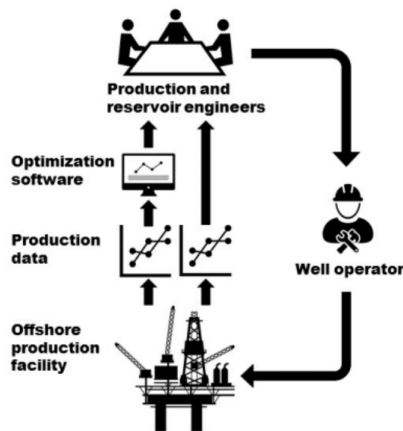 Production and
reservoir engineers
Optimization
software
Production
data
Well operator
Offshore
production
facility